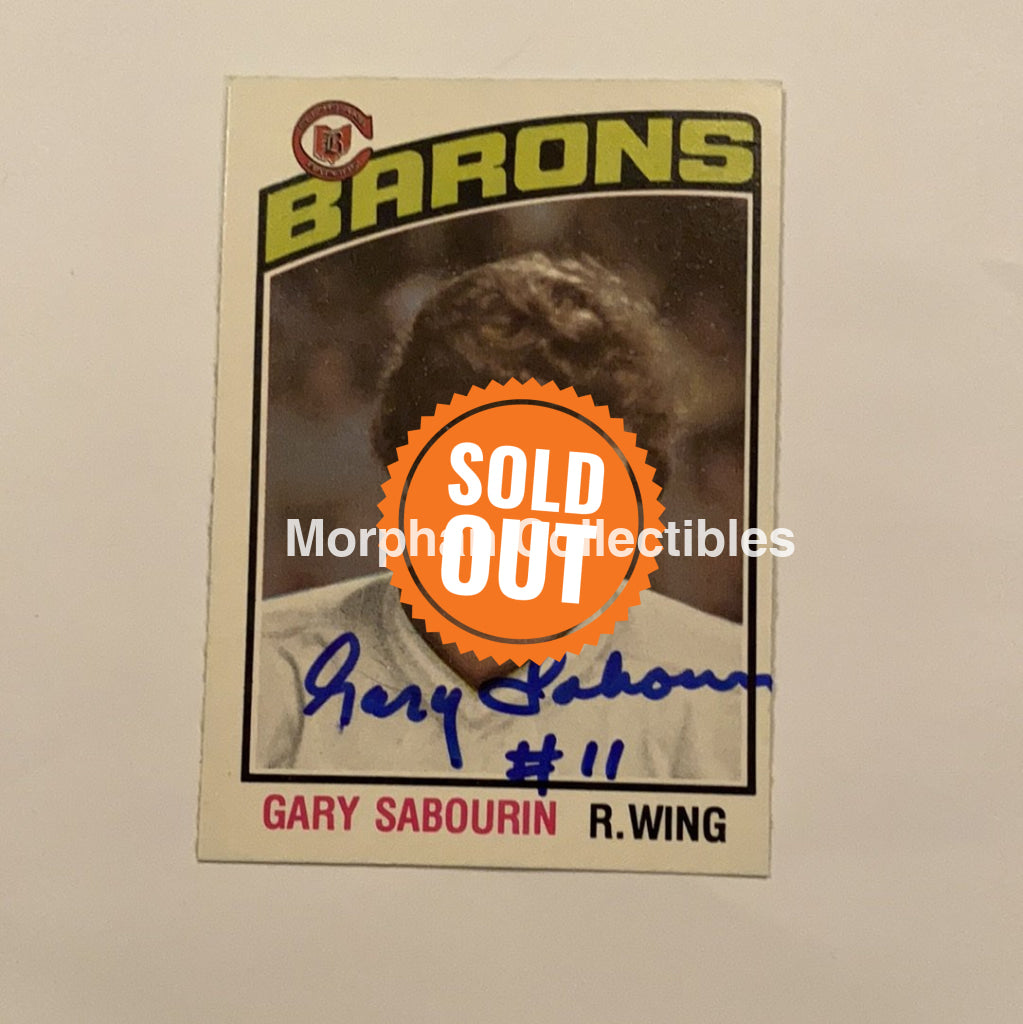 BARONS
SOLD
OUT
Morphan Collectibles
Gary Sabourin
#11
GARY SABOURIN R.WING